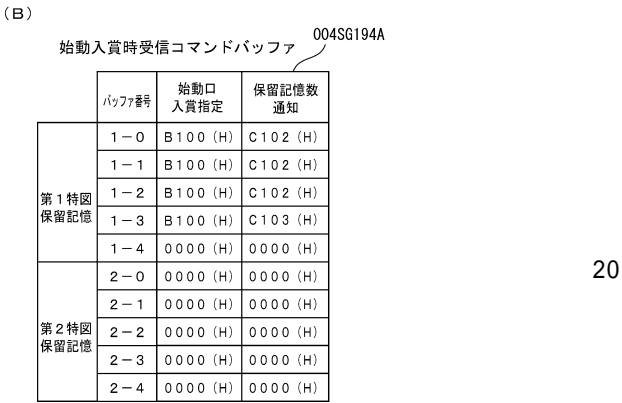 (B)
始動入賞時受信コマンドバッファ 004SG194A
バッファ番号 始動口入賞指定 保留記憶数通知
第1特図保留記憶
1-0 B100(H) C102(H)
1-1 B100(H) C102(H)
1-2 B100(H) C102(H)
1-3 B100(H) C103(H)
1-4 0000(H) 0000(H)
第2特図保留記憶
2-0 0000(H) 0000(H)
2-1 0000(H) 0000(H)
2-2 0000(H) 0000(H)
2-3 0000(H) 0000(H)
2-4 0000(H) 0000(H)
20